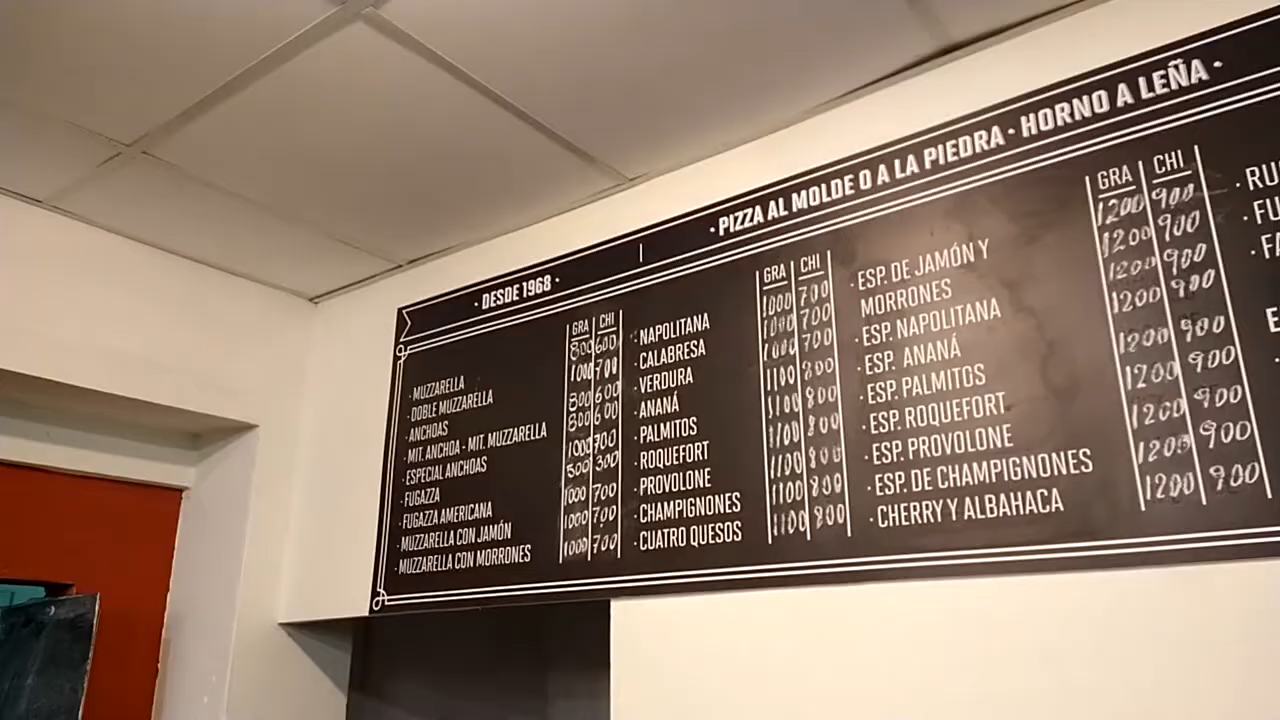 · DESDE 1968 ·
· PIZZA AL MOLDE O A LA PIEDRA · HORNO A LEÑA ·
GRA CHI
· MUZZARELLA 800 600
· DOBLE MUZZARELLA 1000 700
· ANCHOAS 800 600
· MIT. ANCHOA - MIT. MUZZARELLA 800 600
· ESPECIAL ANCHOAS 1000 700
· FUGAZZA 500 300
· FUGAZZA AMERICANA 1000 700
· MUZZARELLA CON JAMÓN 1000 700
· MUZZARELLA CON MORRONES 1000 700
GRA CHI
· NAPOLITANA 1000 700
· CALABRESA 1000 700
· VERDURA 1000 700
· ANANÁ 1100 800
· PALMITOS 1100 800
· ROQUEFORT 1100 800
· PROVOLONE 1100 800
· CHAMPIGNONES 1100 800
· CUATRO QUESOS 1100 800
GRA CHI
· ESP. DE JAMÓN Y 1200 900
MORRONES 1200 900
· ESP. NAPOLITANA 1200 900
· ESP. ANANÁ 1200 900
· ESP. PALMITOS 1200 900
· ESP. ROQUEFORT 1200 900
· ESP. PROVOLONE 1200 900
· ESP. DE CHAMPIGNONES 1200 900
· CHERRY Y ALBAHACA 1200 900